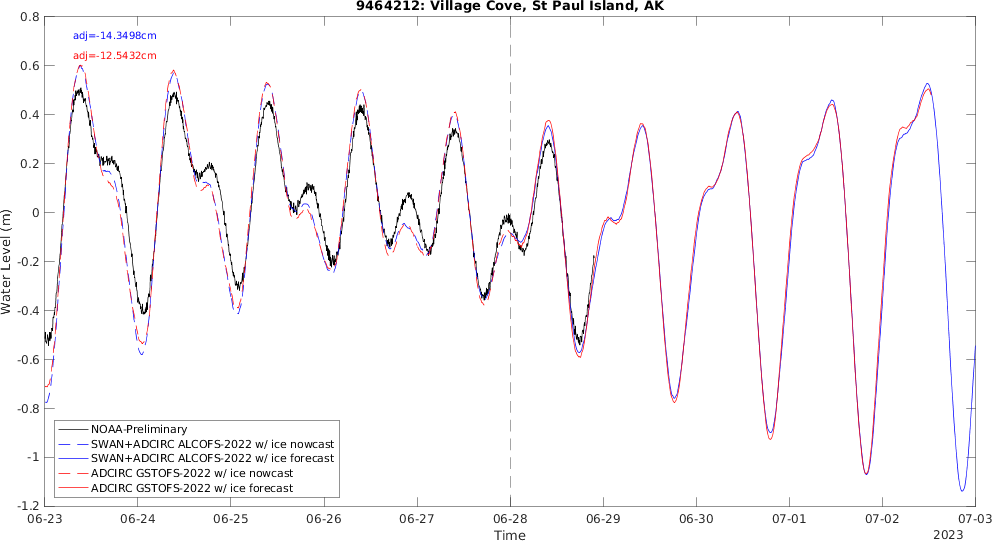 9464212: Village Cove, St Paul Island, AK
adj=-14.3498cm
adj=-12.5432cm
0.8
0.6
0.4
0.2
0
-0.2
-0.4
-0.6
-0.8
-1
-1.2
Water Level (m)
NOAA-Preliminary
SWAN+ADCIRC ALCOFS-2022 w/ ice nowcast
SWAN+ADCIRC ALCOFS-2022 w/ ice forecast
ADCIRC GSTOFS-2022 w/ ice nowcast
ADCIRC GSTOFS-2022 w/ ice forecast
06-23 06-24 06-25 06-26 06-27 06-28 06-29 06-30 07-01 07-02 07-03
Time
2023